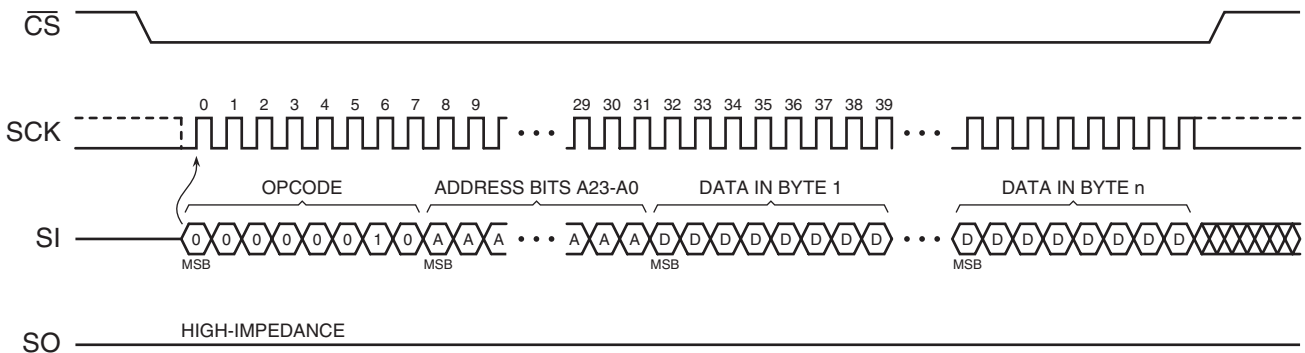 CS
0 1 2 3 4 5 6 7 8 9 29 30 31 32 33 34 35 36 37 38 39
SCK
OPCODE ADDRESS BITS A23-A0 DATA IN BYTE 1 DATA IN BYTE n
SI 0 0 0 0 0 0 1 0 A A A A A A D D D D D D D D D D D D D D D D
MSB MSB MSB MSB
HIGH-IMPEDANCE
SO